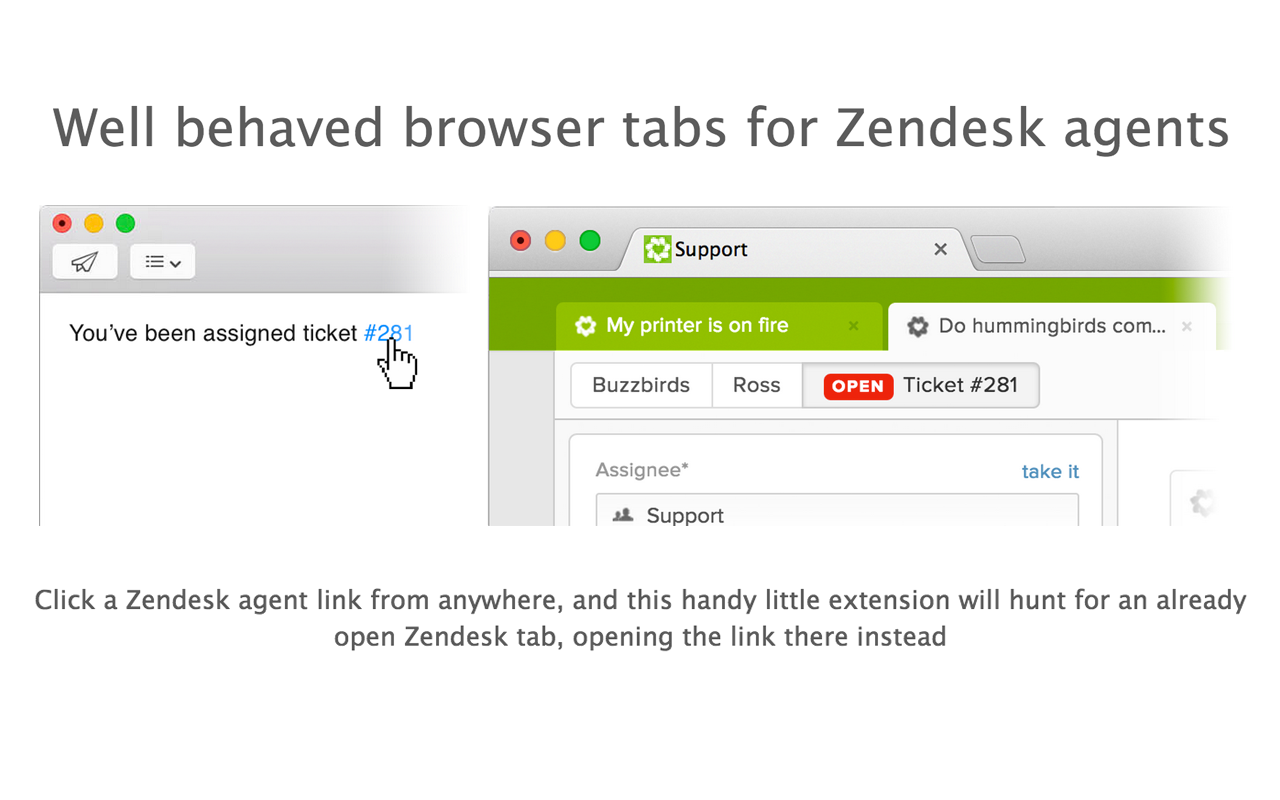 Well behaved browser tabs for Zendesk agents
You’ve been assigned ticket #281
Support
My printer is on fire
Do hummingbirds com...
Buzzbirds
Ross
OPEN
Ticket #281
Assignee*
take it
Support
Click a Zendesk agent link from anywhere, and this handy little extension will hunt for an already
open Zendesk tab, opening the link there instead